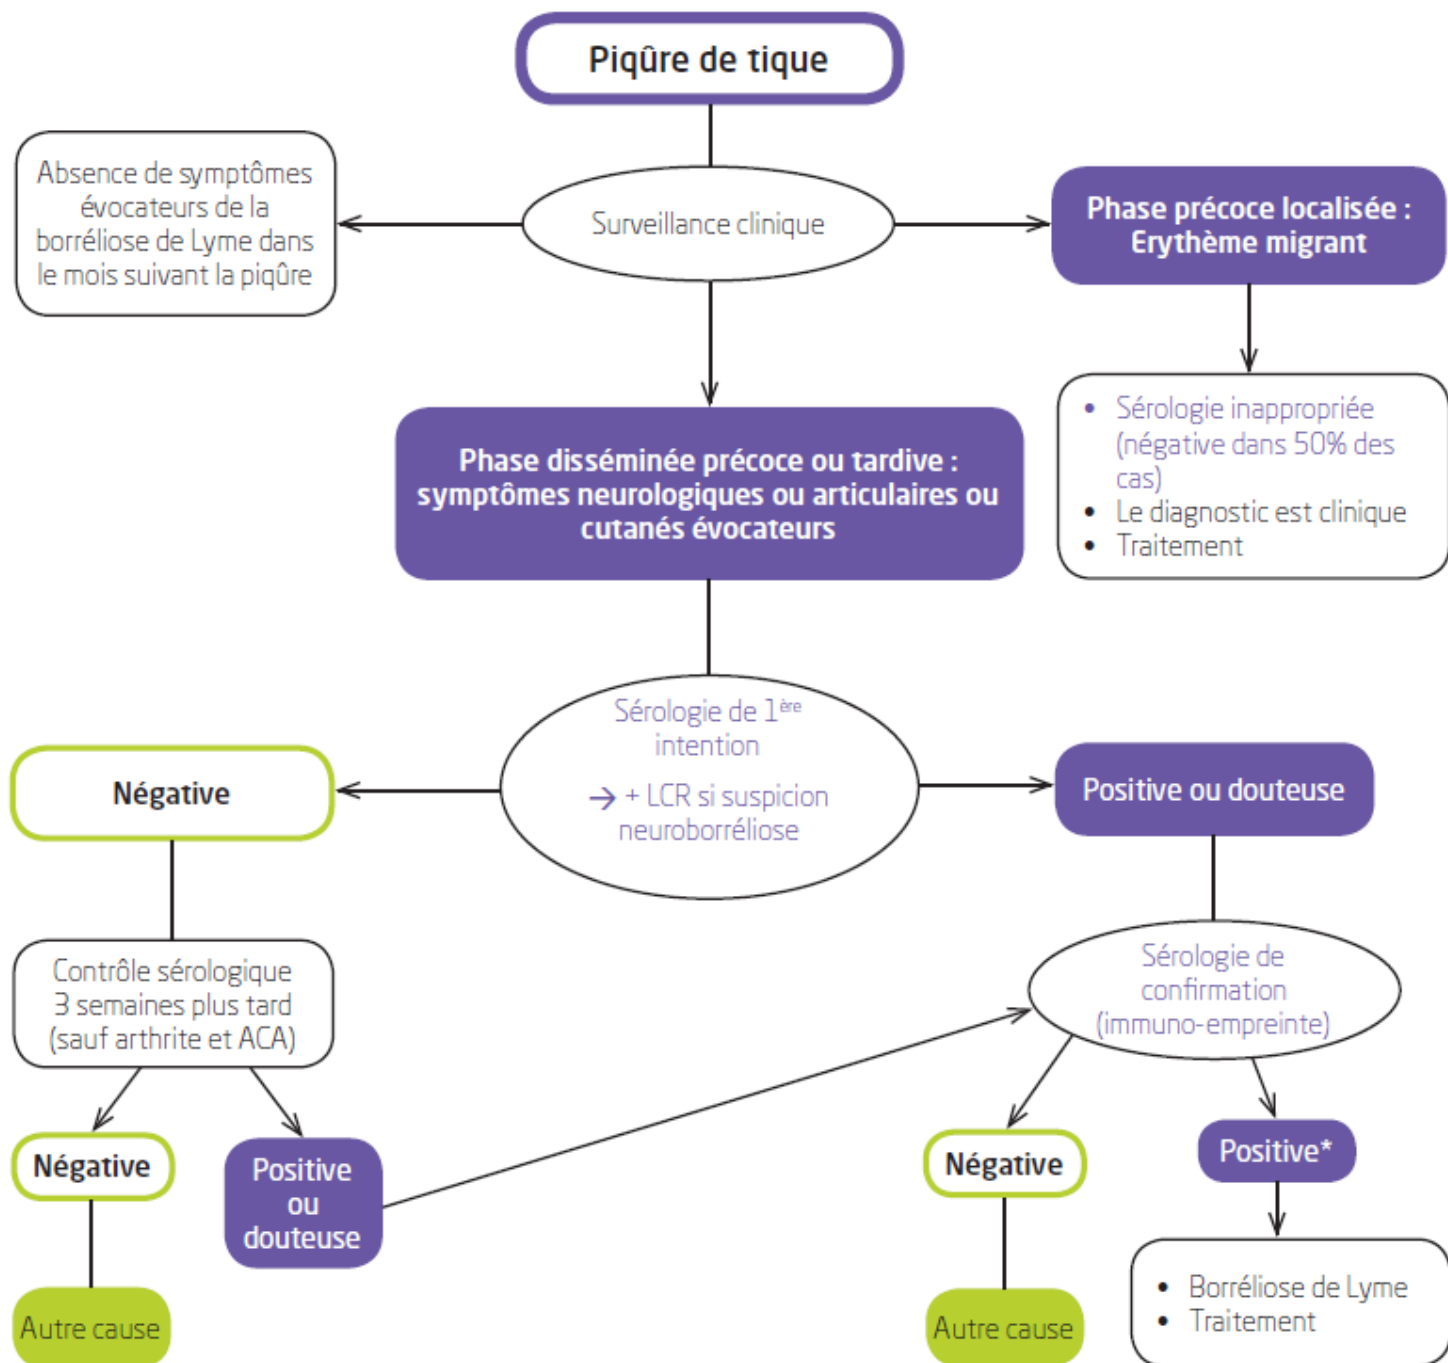 Piqûre de tique
Absence de symptômes
évocateurs de la
borréliose de Lyme dans
le mois suivant la piqûre
Surveillance clinique
Phase précoce localisée :
Erythème migrant
• Sérologie inappropriée
(négative dans 50% des
cas)
• Le diagnostic est clinique
• Traitement
Phase disséminée précoce ou tardive :
symptômes neurologiques ou articulaires ou
cutanés évocateurs
Sérologie de 1ère
intention
→ + LCR si suspicion
neuroborréliose
Négative
Positive ou douteuse
Contrôle sérologique
3 semaines plus tard
(sauf arthrite et ACA)
Sérologie de
confirmation
(immuno-empreinte)
Négative
Positive
ou
douteuse
Négative
Positive*
Autre cause
Autre cause
• Borréliose de Lyme
• Traitement